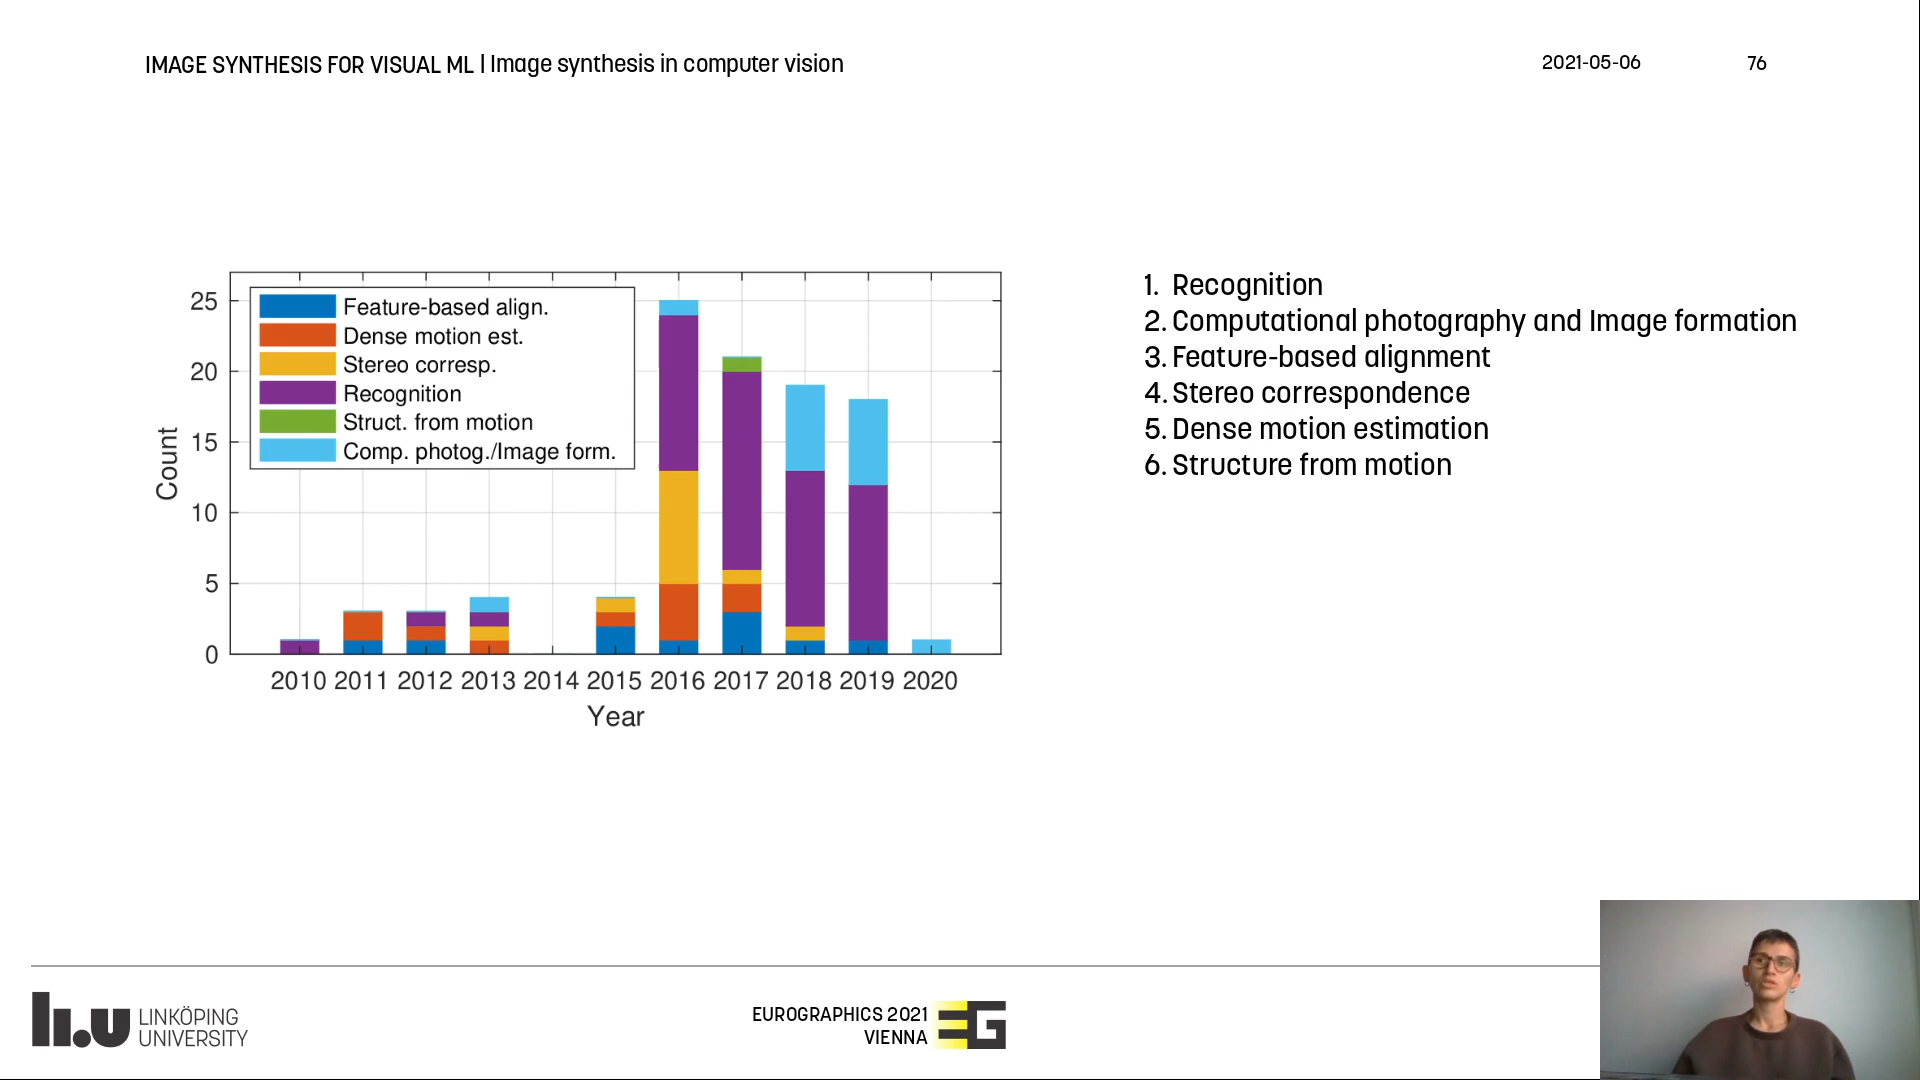 IMAGE SYNTHESIS FOR VISUAL ML | Image synthesis in computer vision
2021-05-06
76
Feature-based align.
Dense motion est.
Stereo corresp.
Recognition
Struct. from motion
Comp. photog./Image form.
25
20
15
10
5
0
Count
2010 2011 2012 2013 2014 2015 2016 2017 2018 2019 2020
Year
1. Recognition
2. Computational photography and Image formation
3. Feature-based alignment
4. Stereo correspondence
5. Dense motion estimation
6. Structure from motion
li.u LINKÖPING
UNIVERSITY
EUROGRAPHICS 2021
VIENNA
EG